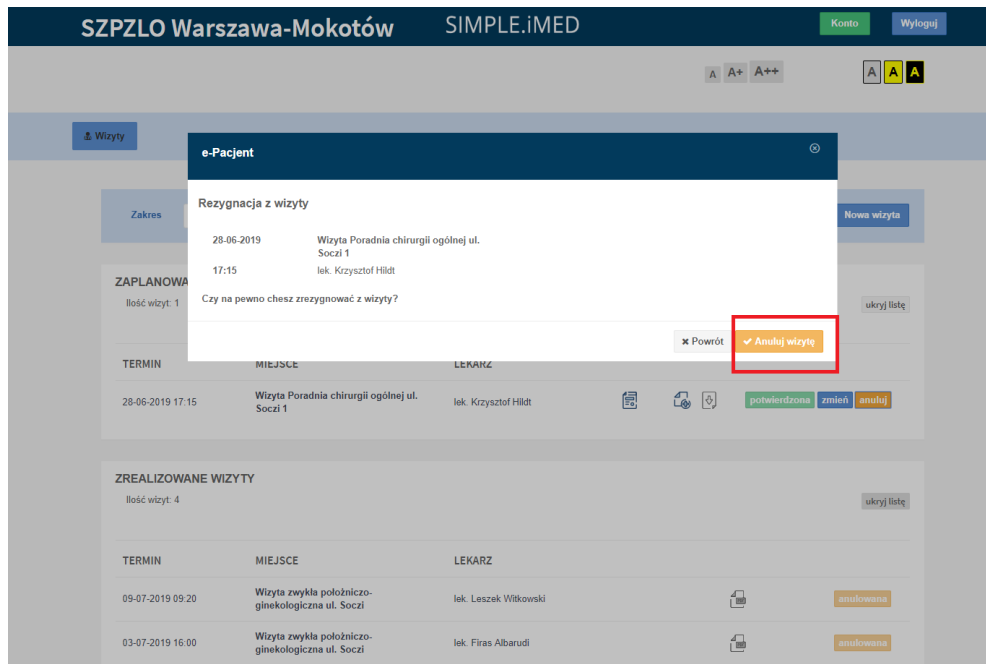 SZPZLO Warszawa-Mokotów SIMPLE.iMED Konto Wyloguj
A A+ A++ A A A
Wizyty
e-Pacjent
Zakres Nowa wizyta
Rezygnacja z wizyty
28-06-2019 Wizyta Poradnia chirurgii ogólnej ul.
Soczi 1
17:15 lek. Krzysztof Hildt
Czy na pewno chesz zrezygnować z wizyty?
Powrót Anuluj wizytę
ZAPLANOWA
Ilość wizyt: 1 ukryj listę
TERMIN MIEJSCE LEKARZ
28-06-2019 17:15 Wizyta Poradnia chirurgii ogólnej ul.
Soczi 1 lek. Krzysztof Hildt potwierdzona zmień anuluj
ZREALIZOWANE WIZYTY
Ilość wizyt: 4 ukryj listę
TERMIN MIEJSCE LEKARZ
09-07-2019 09:20 Wizyta zwykła położniczo-
ginekologiczna ul. Soczi lek. Leszek Witkowski anulowana
03-07-2019 16:00 Wizyta zwykła położniczo-
ginekologiczna ul. Soczi lek. Firas Albarudi anulowana